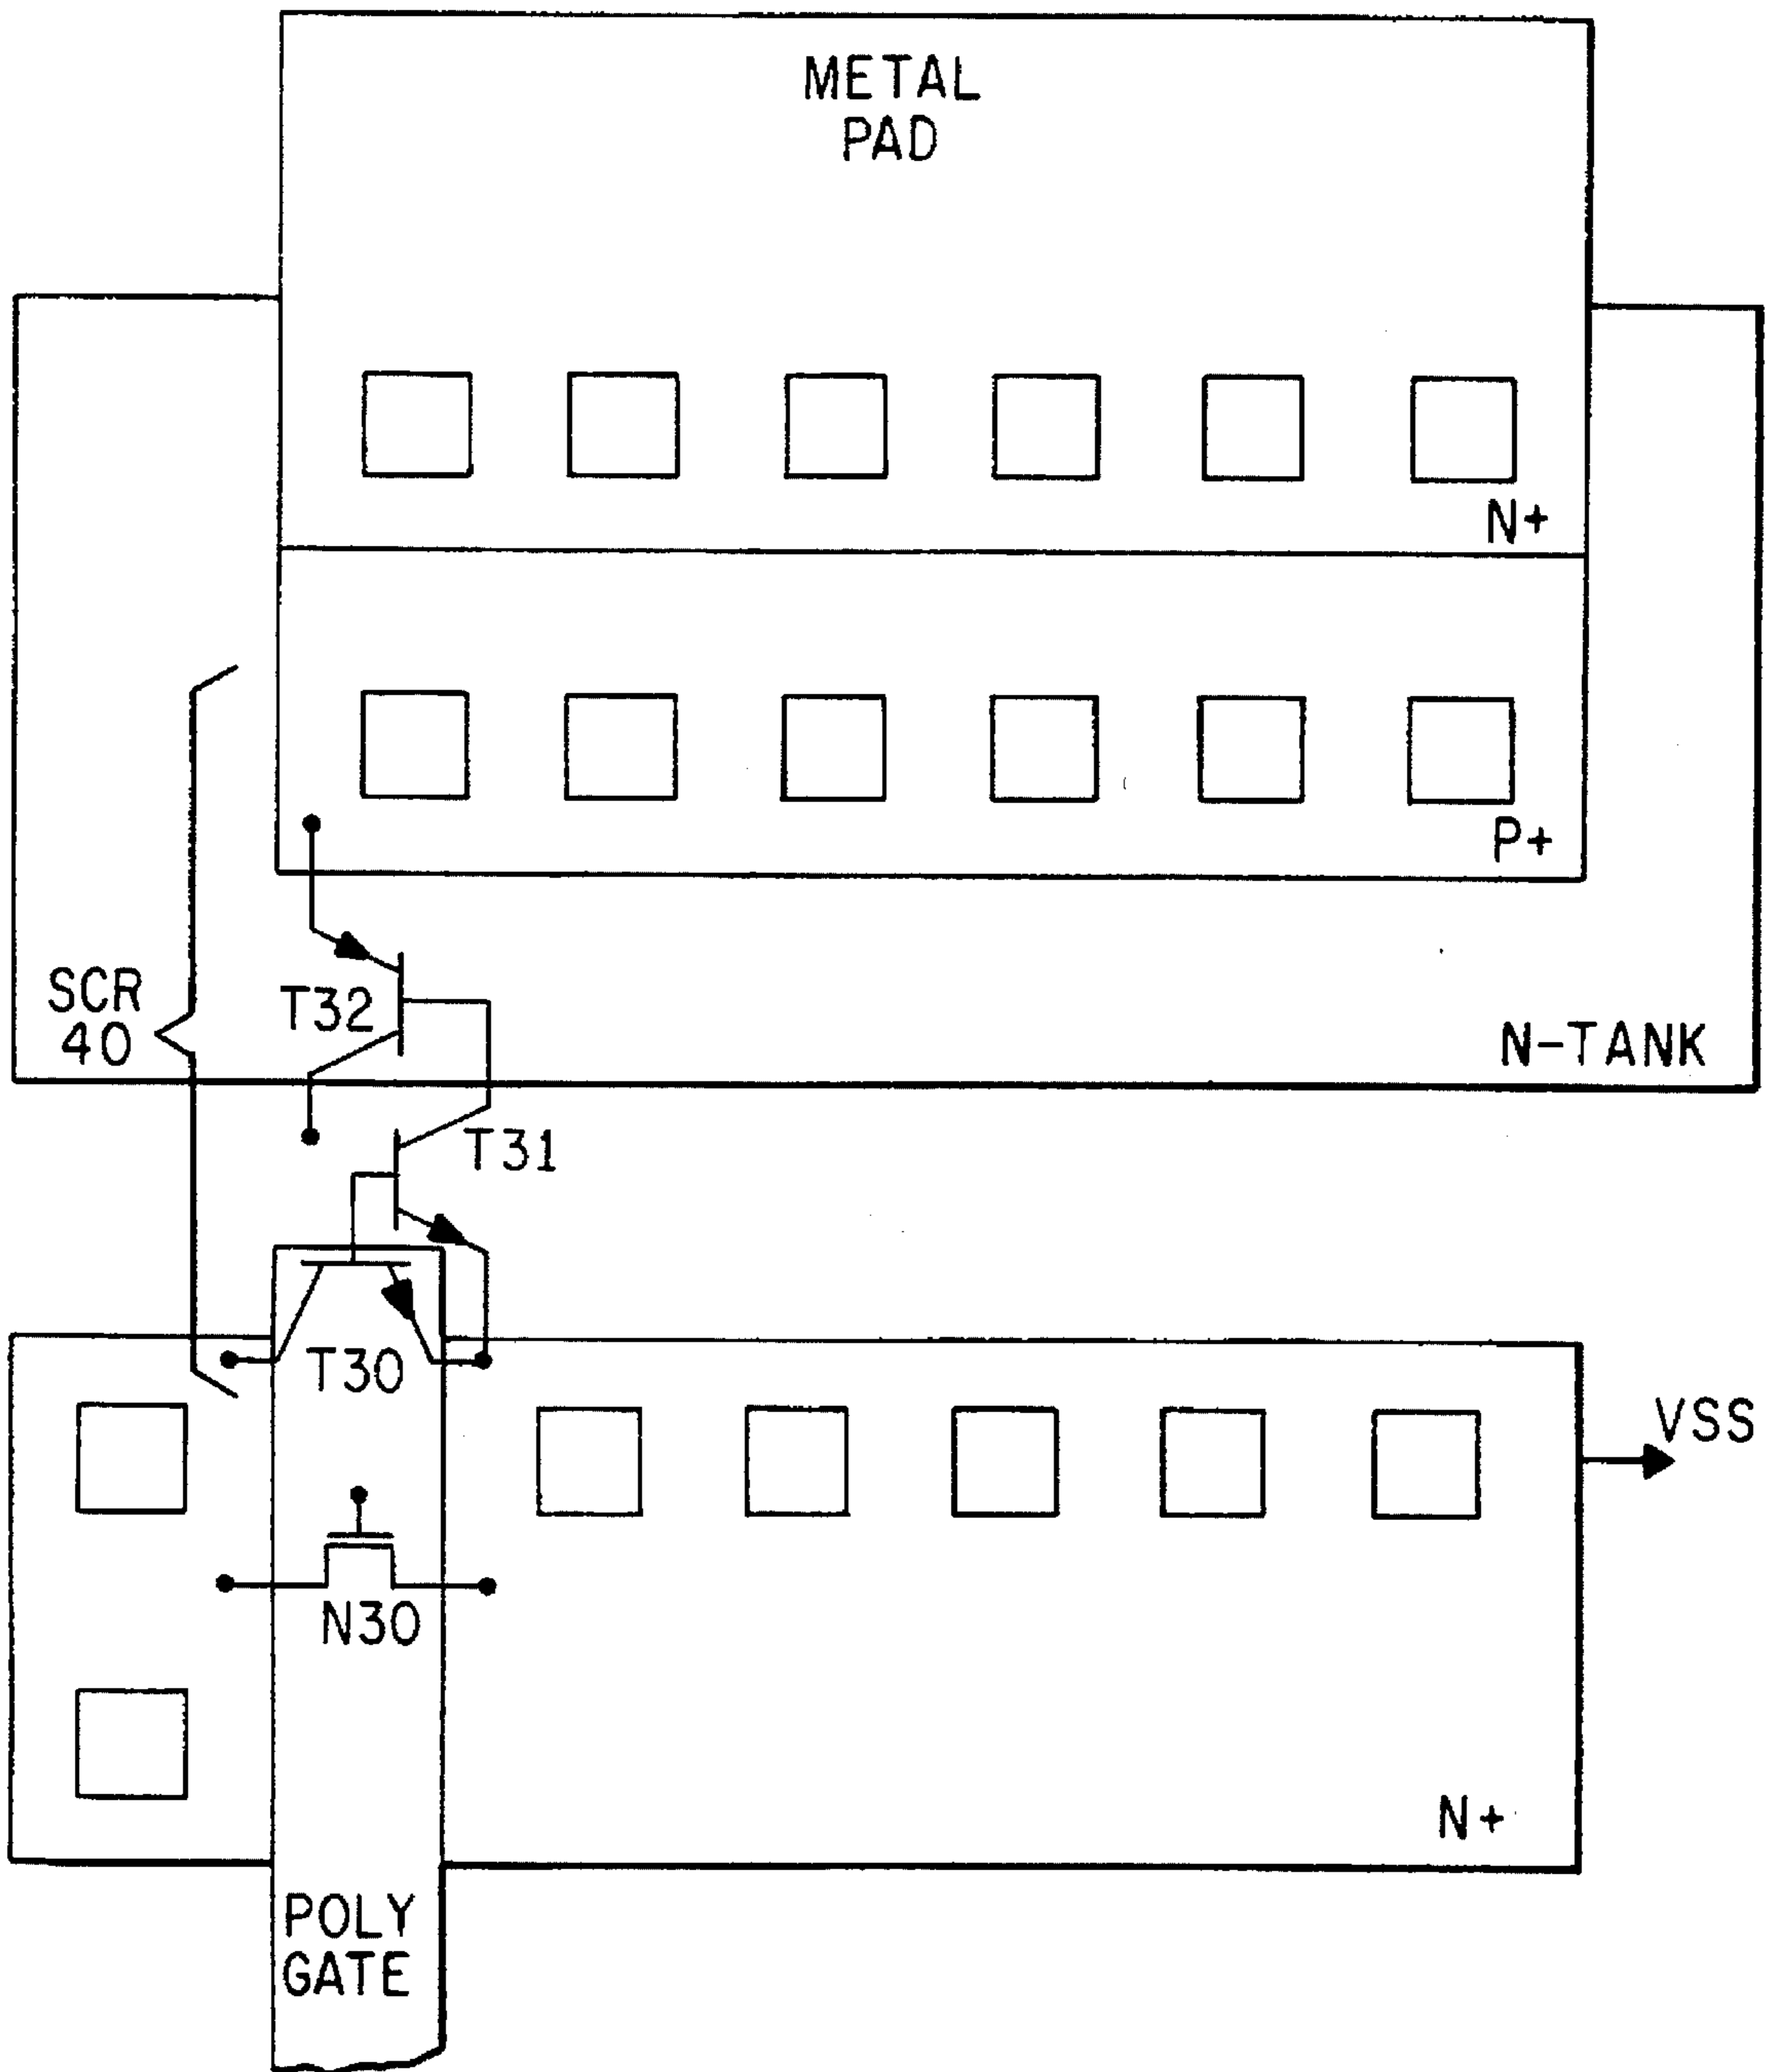 METAL
PAD
N+
P+
SCR
40
T32
N-TANK
T31
T30
VSS
N30
N+
POLY
GATE